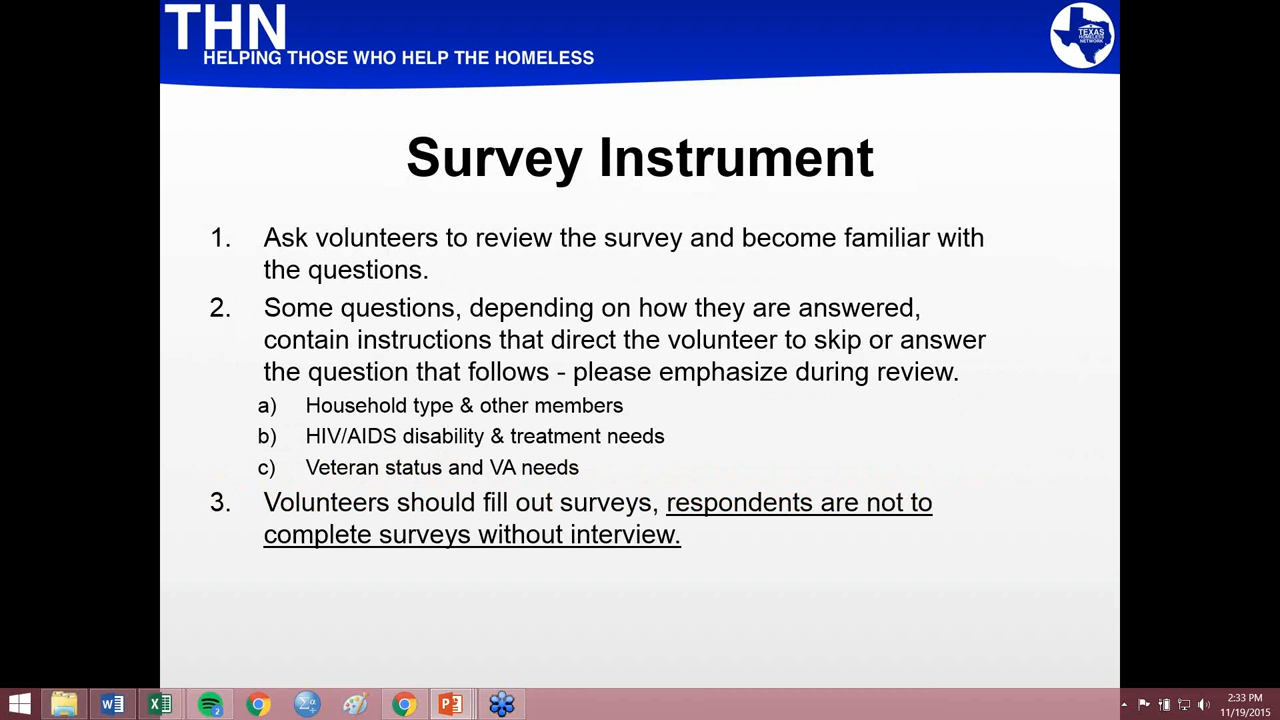 THN
HELPING THOSE WHO HELP THE HOMELESS
TEXAS
HOMELESS
NETWORK
Survey Instrument
1. Ask volunteers to review the survey and become familiar with
the questions.
2. Some questions, depending on how they are answered,
contain instructions that direct the volunteer to skip or answer
the question that follows - please emphasize during review.
a) Household type & other members
b) HIV/AIDS disability & treatment needs
c) Veteran status and VA needs
3. Volunteers should fill out surveys, respondents are not to
complete surveys without interview.
2:33 PM
11/19/2015